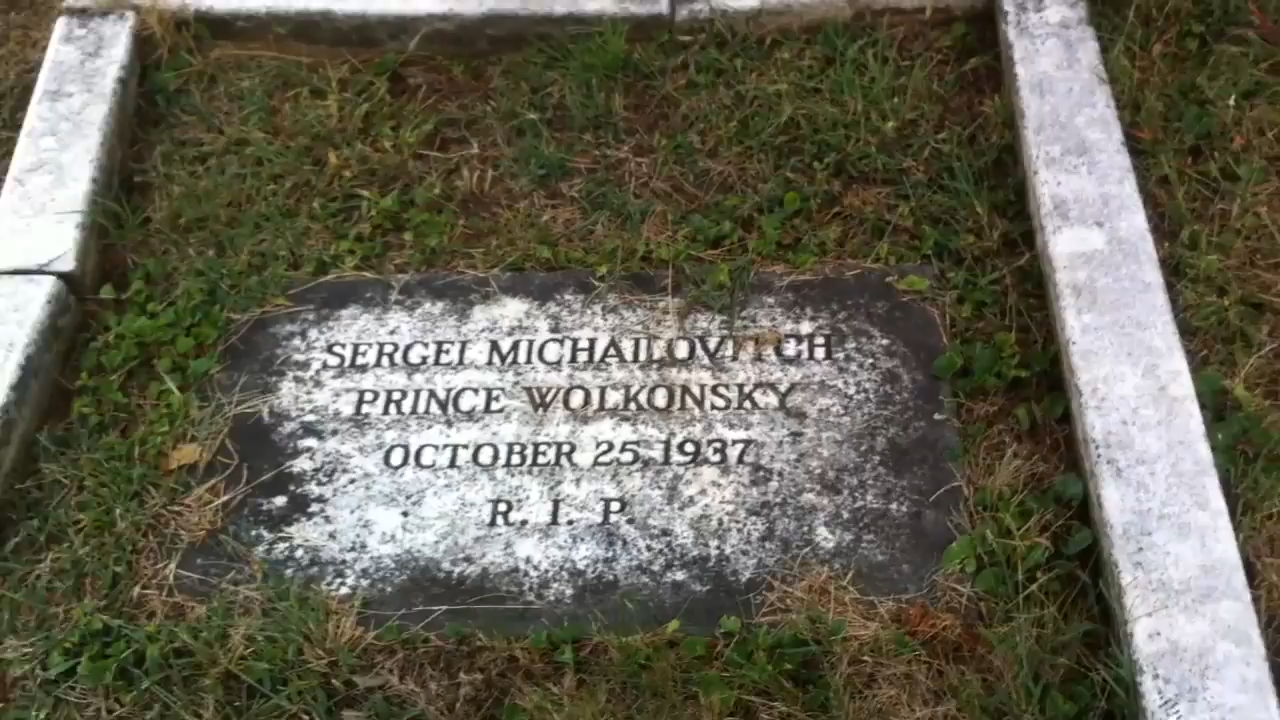 SERGEI MICHAILOVITCH
PRINCE WOLKONSKY
OCTOBER 25, 1937
R. I. P.